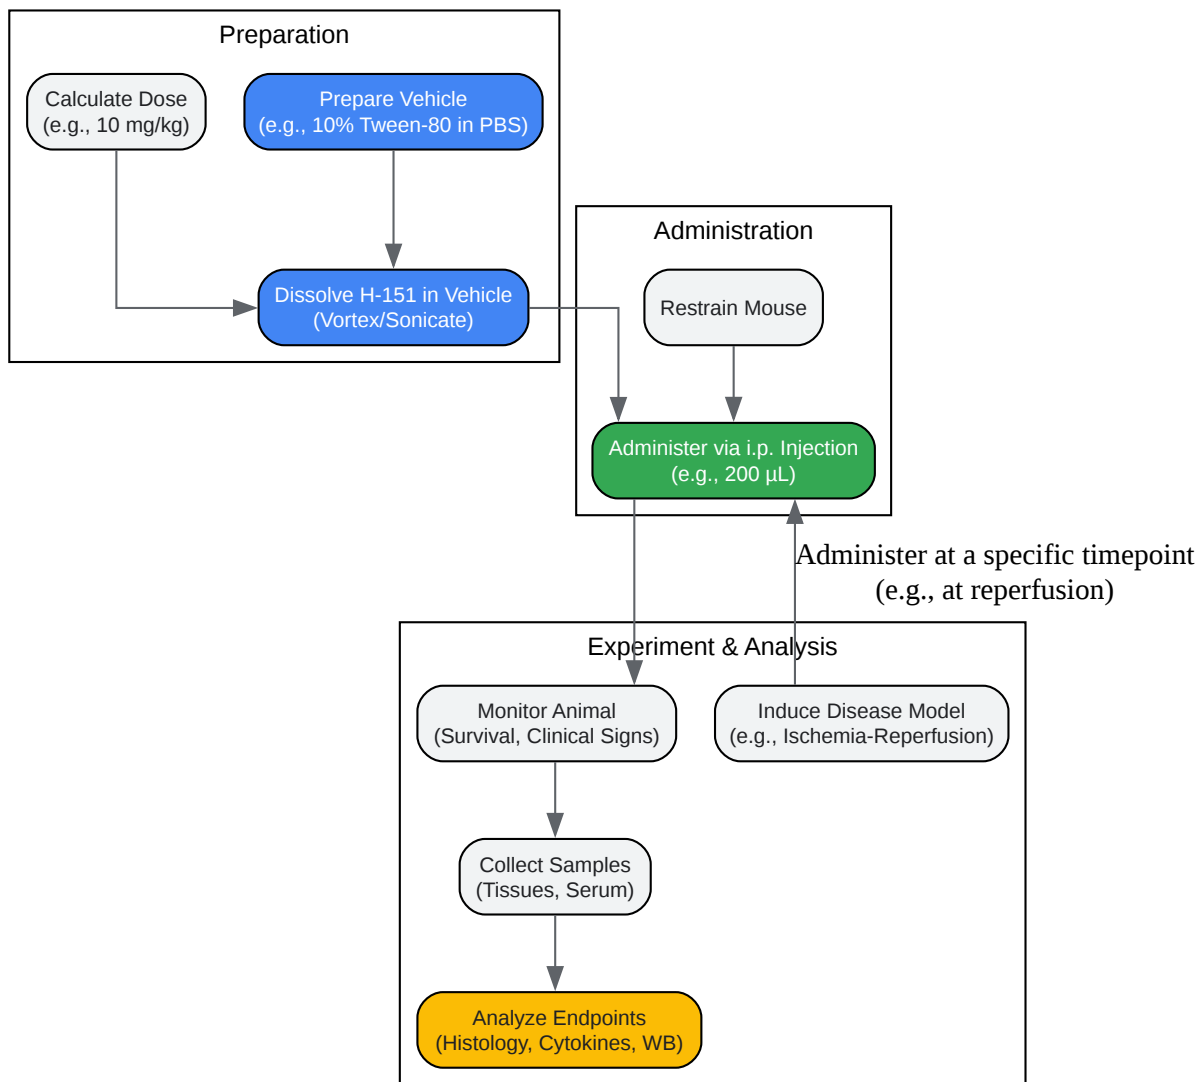 Preparation
Calculate Dose
(e.g., 10 mg/kg)
Prepare Vehicle
(e.g., 10% Tween-80 in PBS)
Dissolve H-151 in Vehicle
(Vortex/Sonicate)
Administration
Restrain Mouse
Administer via i.p. Injection
(e.g., 200 µL)
Administer at a specific timepoint
(e.g., at reperfusion)
Experiment & Analysis
Monitor Animal
(Survival, Clinical Signs)
Induce Disease Model
(e.g., Ischemia-Reperfusion)
Collect Samples
(Tissues, Serum)
Analyze Endpoints
(Histology, Cytokines, WB)